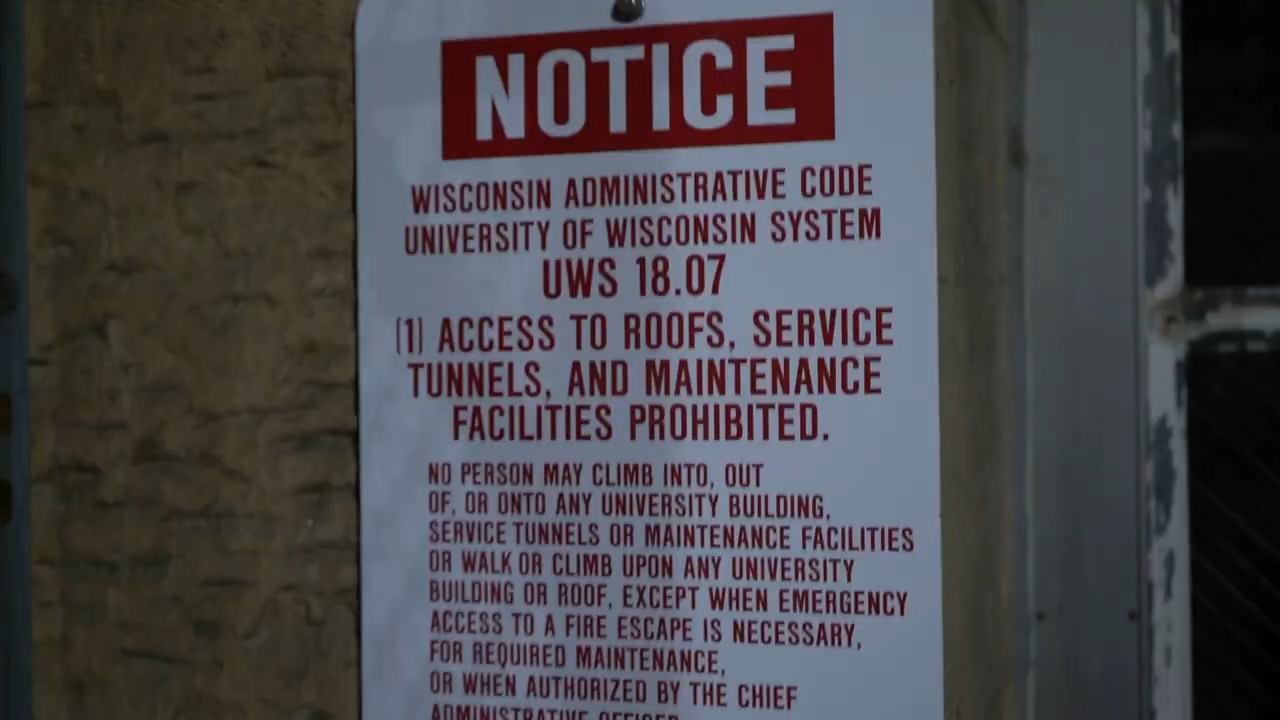 NOTICE
WISCONSIN ADMINISTRATIVE CODE
UNIVERSITY OF WISCONSIN SYSTEM
UWS 18.07
(1) ACCESS TO ROOFS, SERVICE
TUNNELS, AND MAINTENANCE
FACILITIES PROHIBITED.
NO PERSON MAY CLIMB INTO, OUT
OF, OR ONTO ANY UNIVERSITY BUILDING,
SERVICE TUNNELS OR MAINTENANCE FACILITIES
OR WALK OR CLIMB UPON ANY UNIVERSITY
BUILDING OR ROOF, EXCEPT WHEN EMERGENCY
ACCESS TO A FIRE ESCAPE IS NECESSARY,
FOR REQUIRED MAINTENANCE,
OR WHEN AUTHORIZED BY THE CHIEF
ADMINISTRATIVE OFFICER